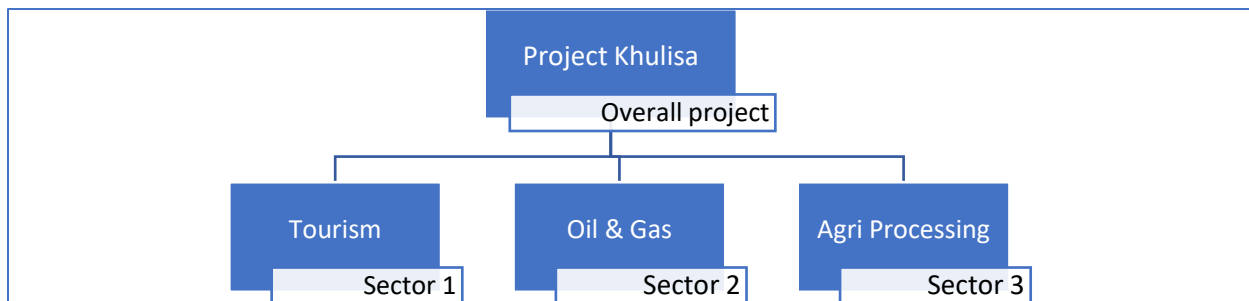 Project Khulisa
Overall project
Tourism
Sector 1
Oil & Gas
Sector 2
Agri Processing
Sector 3